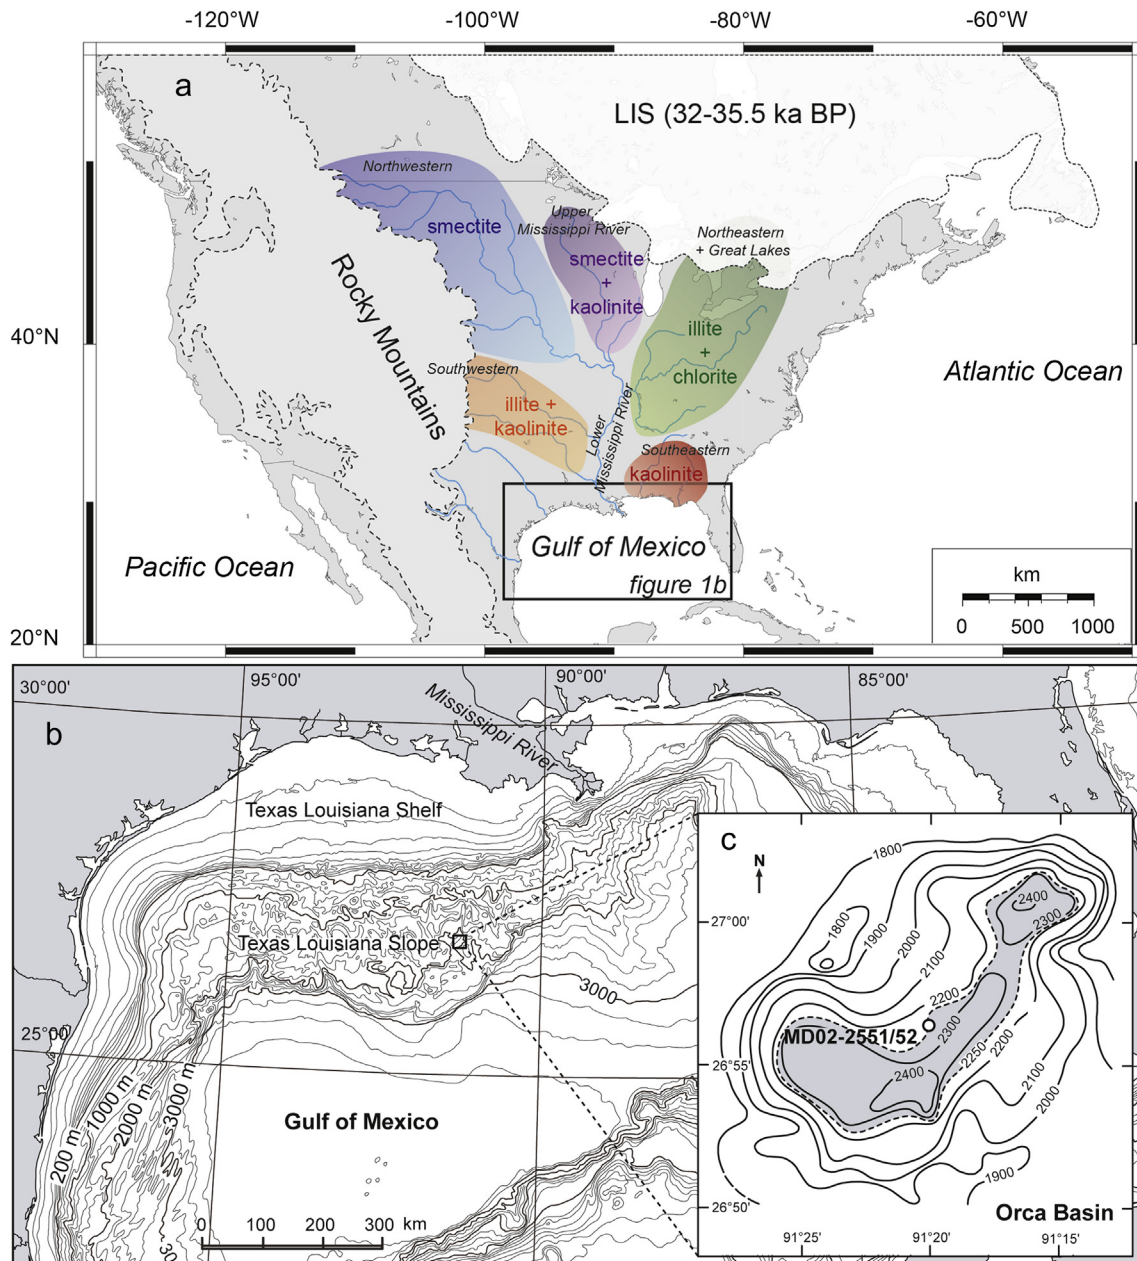 -120°W
-100°W
-80°W
-60°W
a
LIS (32-35.5 ka BP)
Northwestern
smectite
Upper
Mississippi River
smectite
+
kaolinite
Northeastern
+ Great Lakes
illite
+
chlorite
Rocky Mountains
40°N
Southwestern
illite +
kaolinite
Lower
Mississippi River
Southeastern
kaolinite
Atlantic Ocean
Pacific Ocean
Gulf of Mexico
figure 1b
km
0 500 1000
20°N
30°00'
95°00'
90°00'
85°00'
b
Mississippi River
Texas Louisiana Shelf
Texas Louisiana Slope
3000
25°00'
200 m
1000 m
2000 m
3000 m
Gulf of Mexico
0 100 200 300 km
30
c
N
1800
1800
1900
2000
2100
2200
2400
2300
27°00'
MD02-2551/52
2300
2250
2200
2400
2100
2000
26°55'
1900
26°50'
Orca Basin
91°25
91°20
91°15